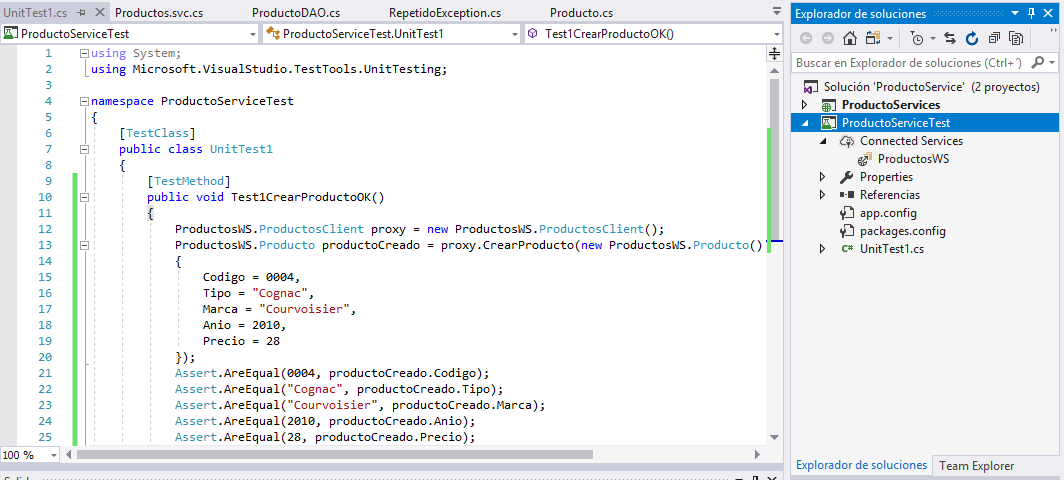 UnitTest1.cs Productos.svc.cs ProductoDAO.cs RepetidoException.cs Producto.cs
ProductoServiceTest ProductoServiceTest.UnitTest1 Test1CrearProductoOK()
1 using System;
2 using Microsoft.VisualStudio.TestTools.UnitTesting;
3
4 namespace ProductoServiceTest
5 {
6 [TestClass]
7 public class UnitTest1
8 {
9 [TestMethod]
10 public void Test1CrearProductoOK()
11 {
12 ProductosWS.ProductosClient proxy = new ProductosWS.ProductosClient();
13 ProductosWS.Producto productoCreado = proxy.CrearProducto(new ProductosWS.Producto()
14 {
15 Codigo = 0004,
16 Tipo = "Cognac",
17 Marca = "Courvoisier",
18 Anio = 2010,
19 Precio = 28
20 });
21 Assert.AreEqual(0004, productoCreado.Codigo);
22 Assert.AreEqual("Cognac", productoCreado.Tipo);
23 Assert.AreEqual("Courvoisier", productoCreado.Marca);
24 Assert.AreEqual(2010, productoCreado.Anio);
25 Assert.AreEqual(28, productoCreado.Precio);
100 %
Explorador de soluciones
Buscar en Explorador de soluciones (Ctrl+´)
Solución 'ProductoService' (2 proyectos)
ProductoServices
ProductoServiceTest
Connected Services
ProductosWS
Properties
Referencias
app.config
packages.config
C# UnitTest1.cs
Explorador de soluciones Team Explorer